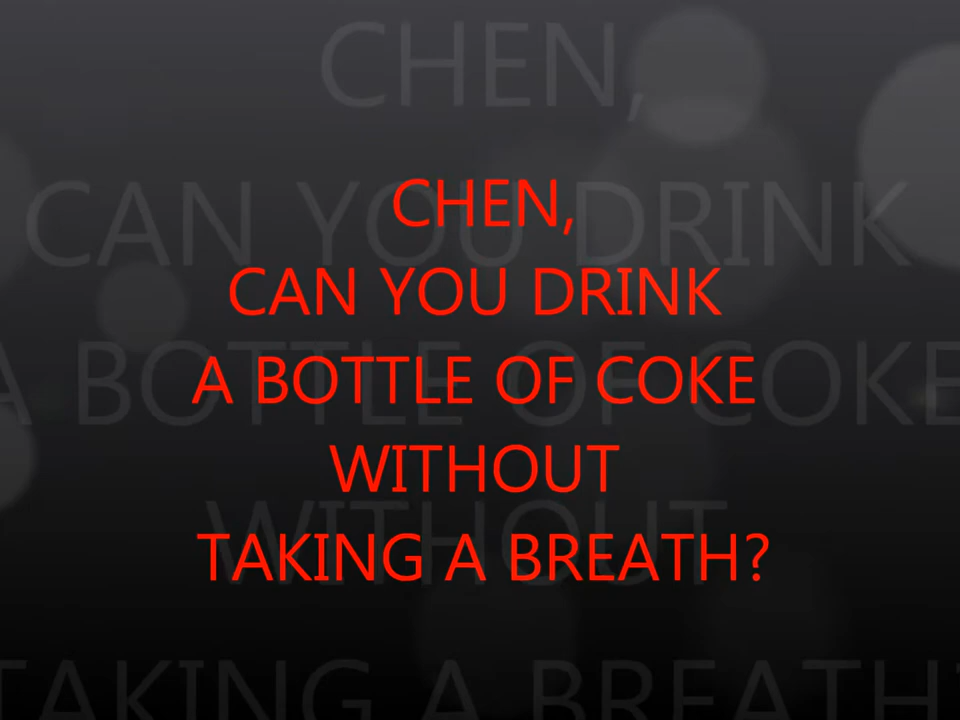 CHEN,
CAN YOU DRINK
A BOTTLE OF COKE
WITHOUT
TAKING A BREATH?